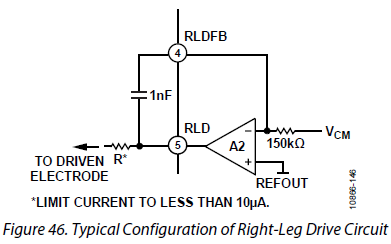 RLDFB
4
1nF
RLD
5
A2
−
+
150kΩ
VCM
R*
TO DRIVEN
ELECTRODE
REFOUT
*LIMIT CURRENT TO LESS THAN 10µA.
10866-146
Figure 46. Typical Configuration of Right-Leg Drive Circuit